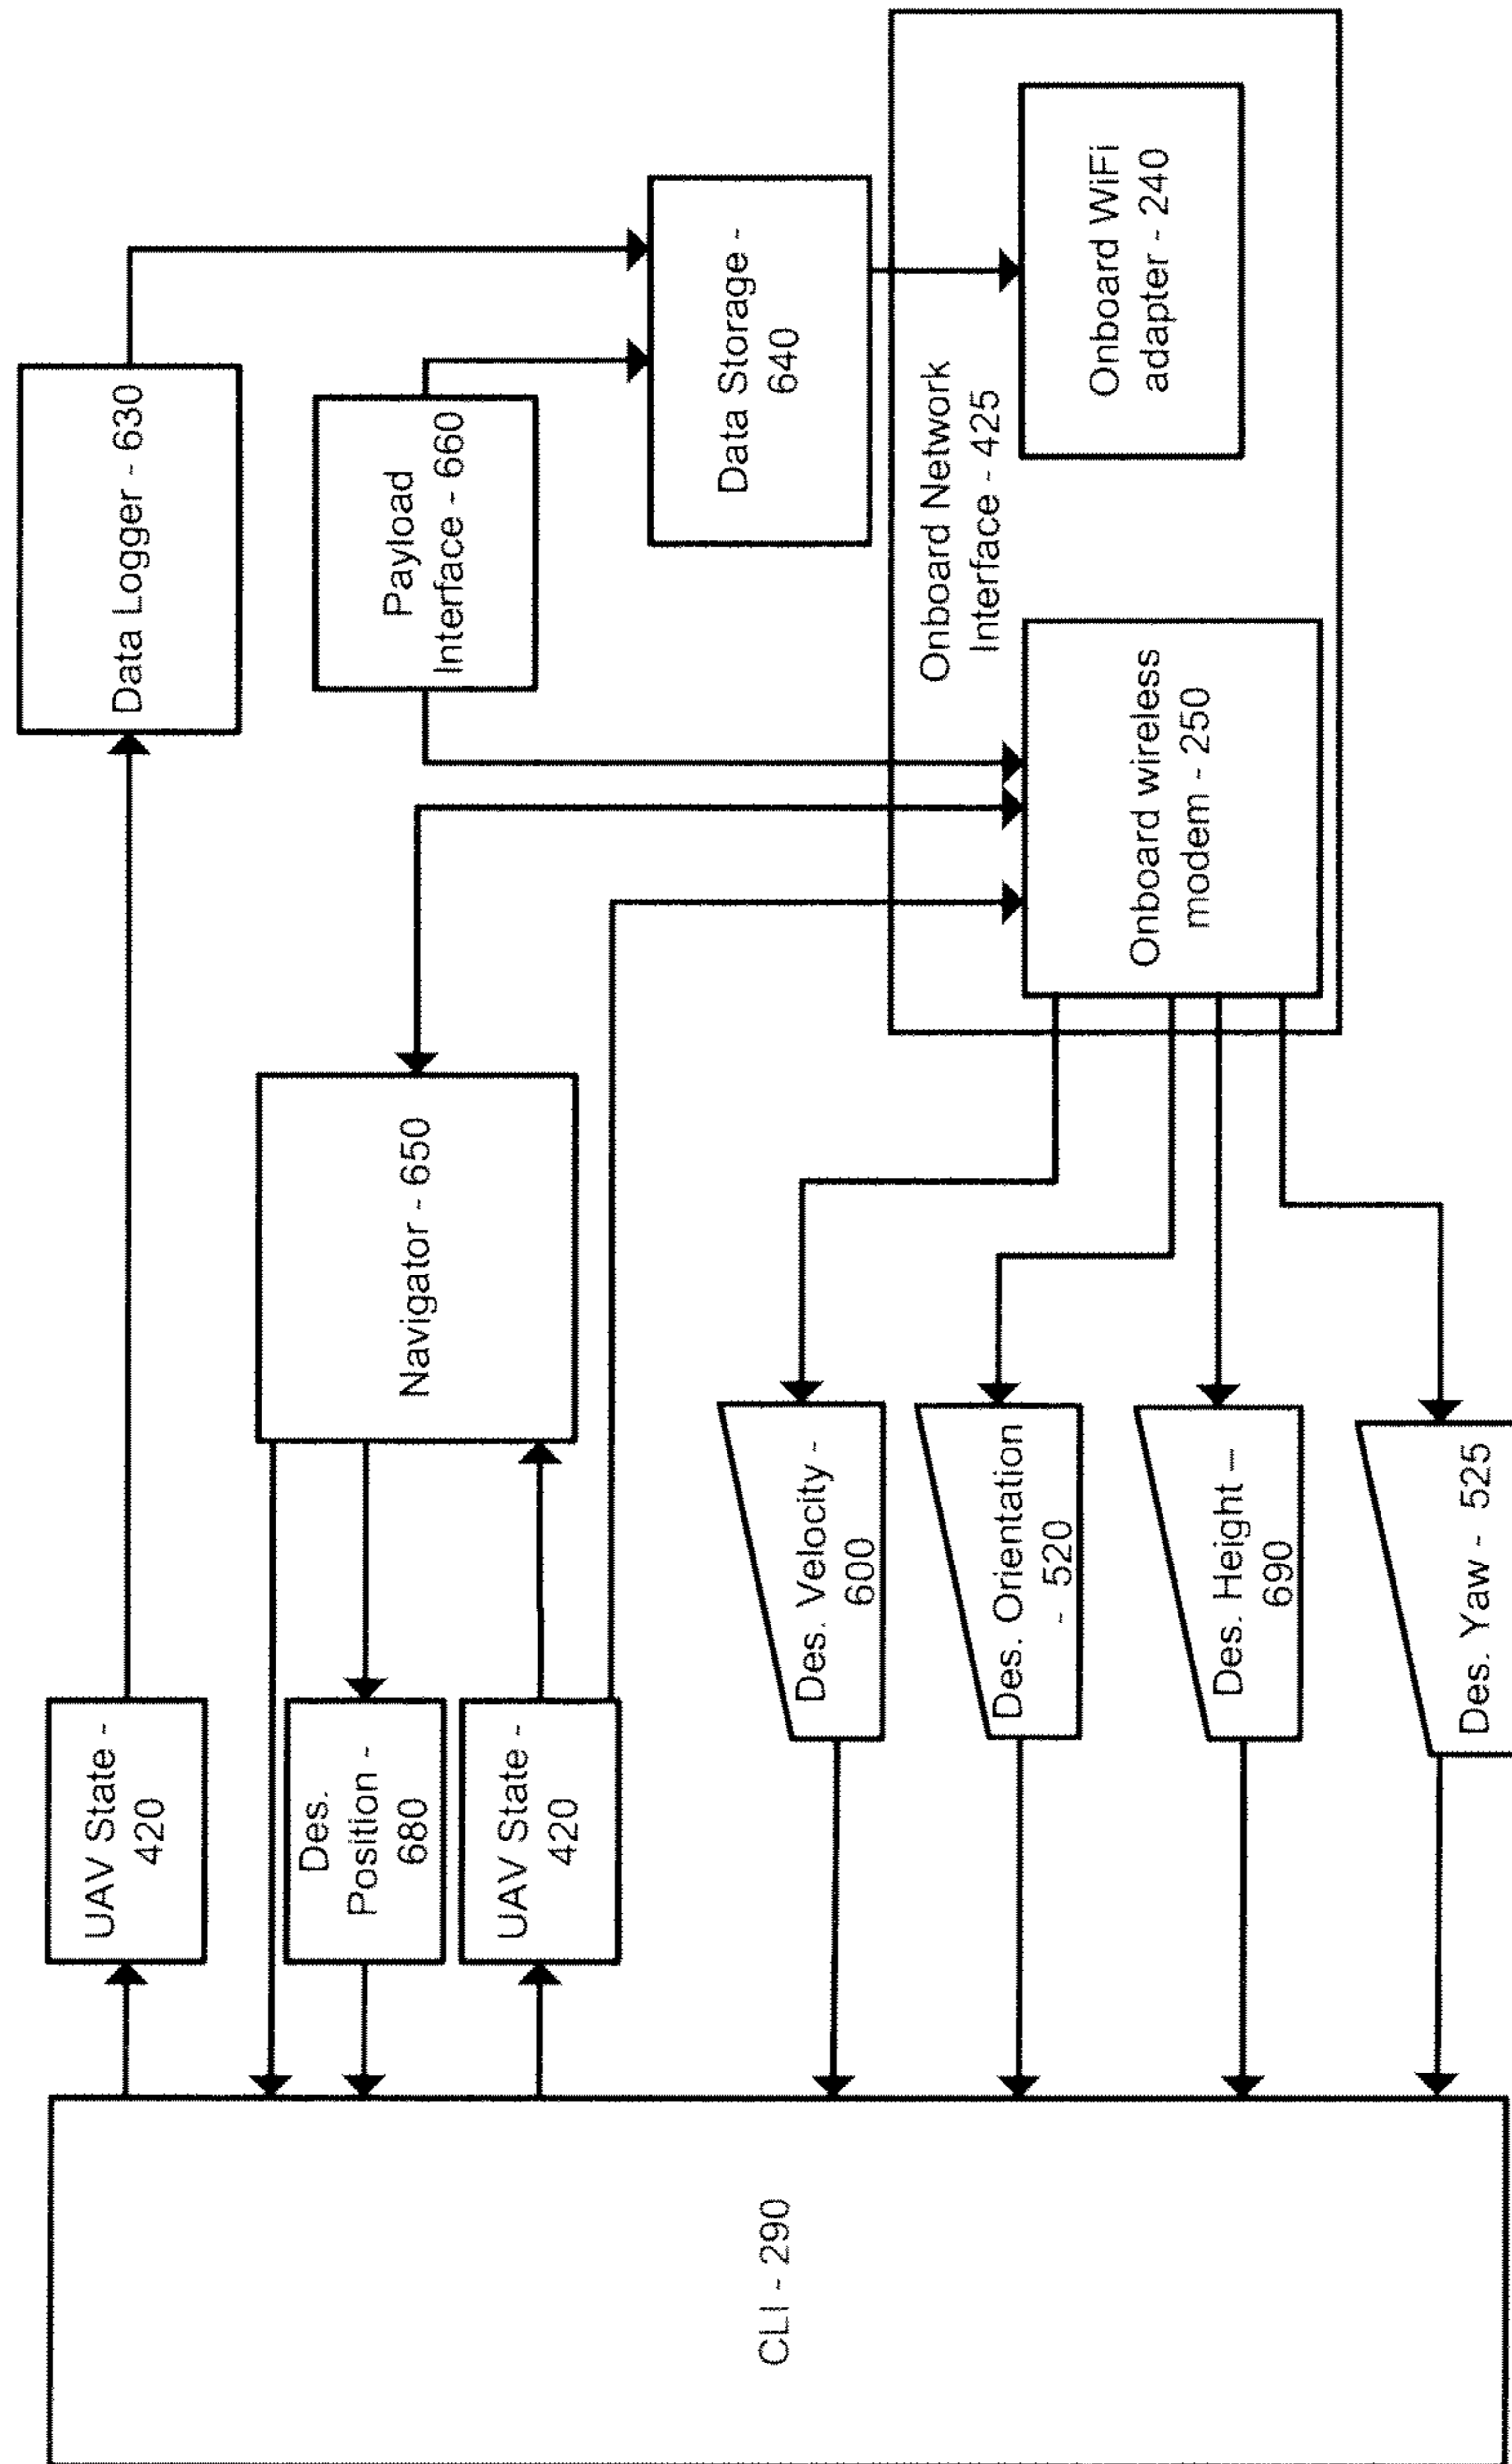 UAV State -
420
Data Logger - 630
Des.
Position -
680
UAV State -
420
Navigator - 650
Payload
Interface - 660
Data Storage -
640
Des. Velocity -
600
Des. Orientation
- 520
Des. Height –
690
Des. Yaw - 525
Onboard Network
Interface - 425
Onboard wireless
modem - 250
Onboard WiFi
adapter - 240
CLI - 290